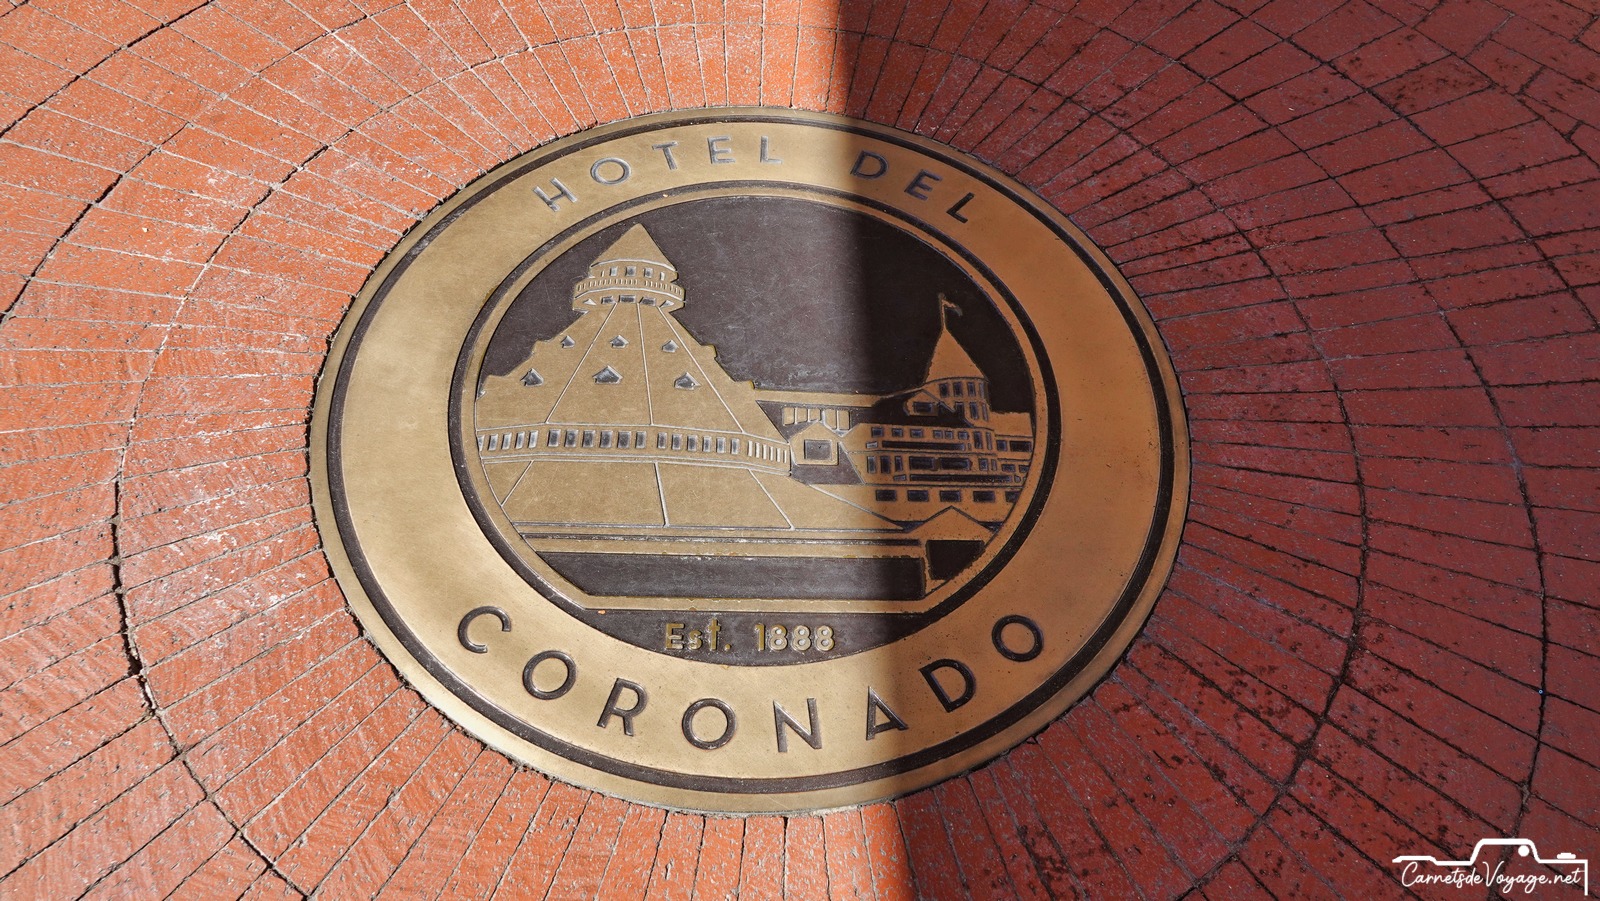 HOTEL DEL
Est. 1888
CORONADO
CarnetsdeVoyage.net